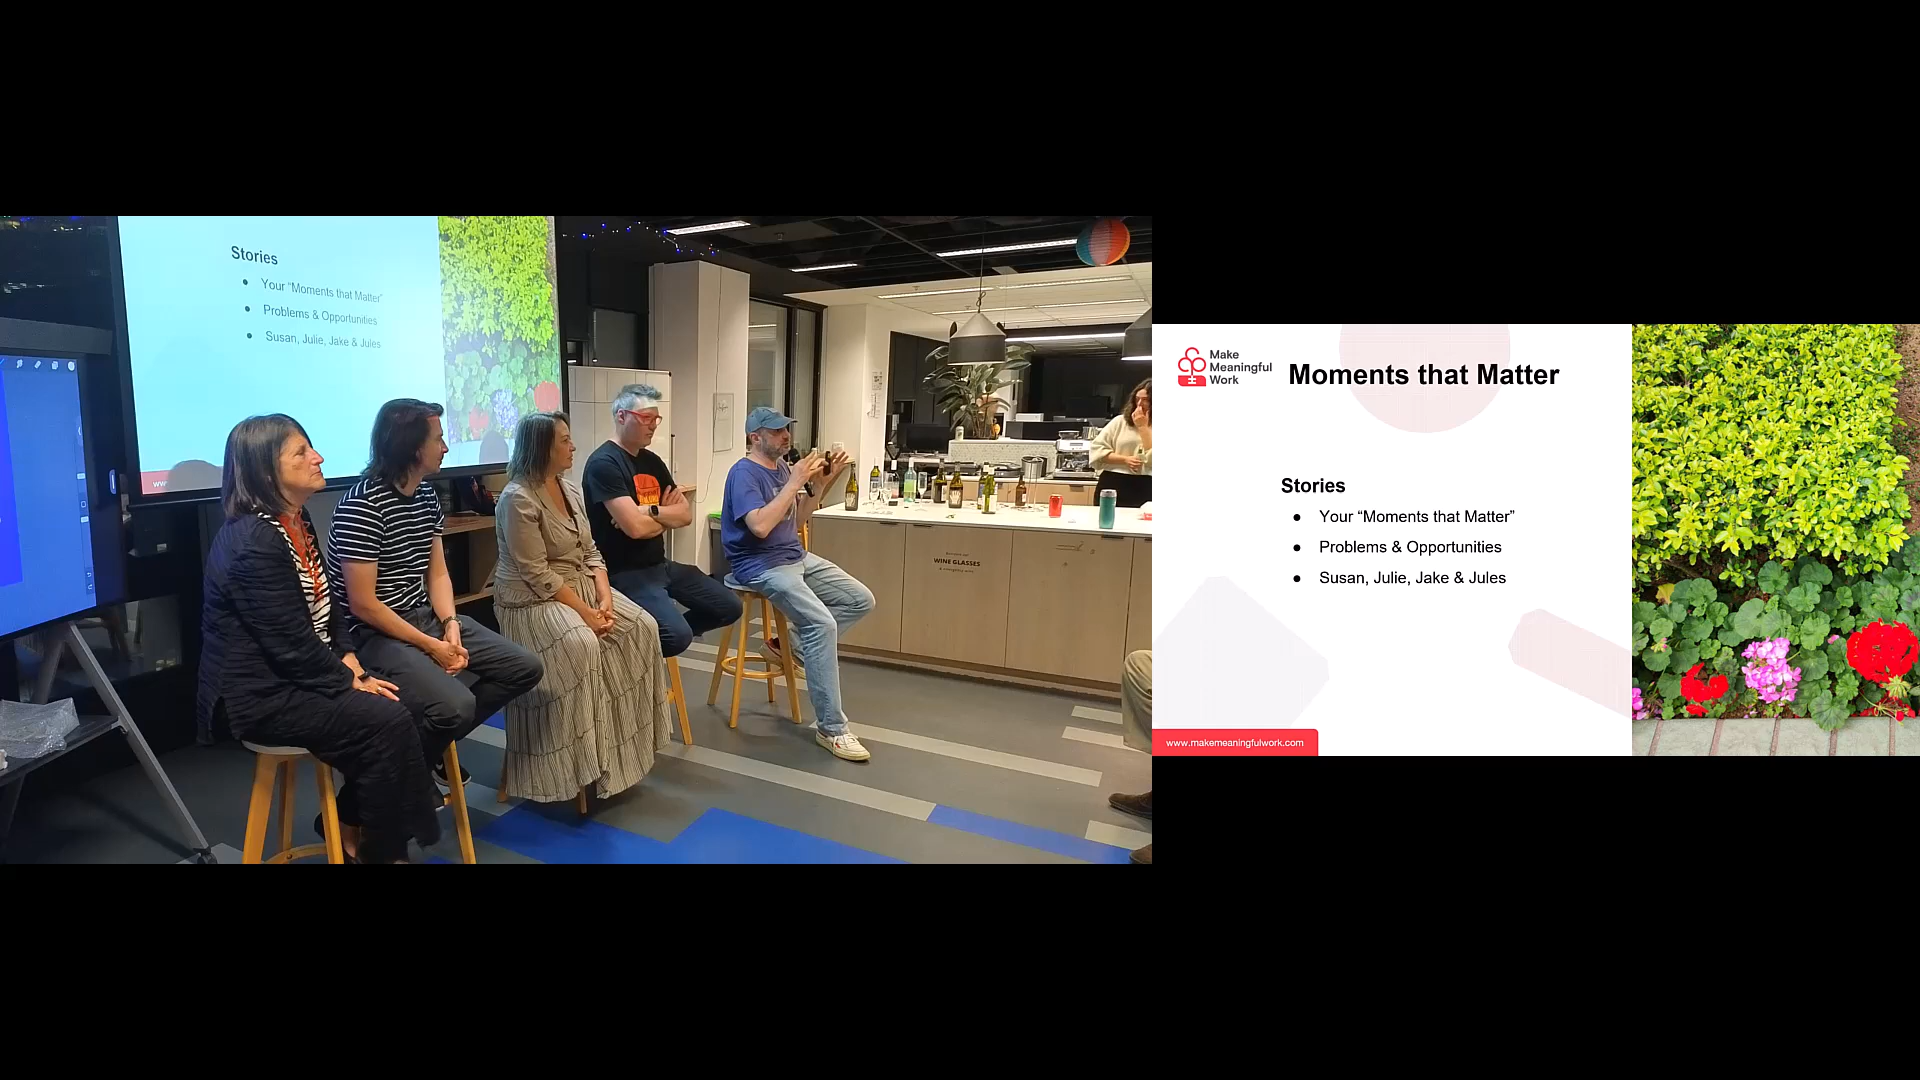 Stories
Your “Moments that Matter”
Problems & Opportunities
Susan, Julie, Jake & Jules
www
WINE GLASSES
Make
Meaningful
Work
Moments that Matter
Stories
● Your “Moments that Matter”
● Problems & Opportunities
● Susan, Julie, Jake & Jules
www.makemeaningfulwork.com